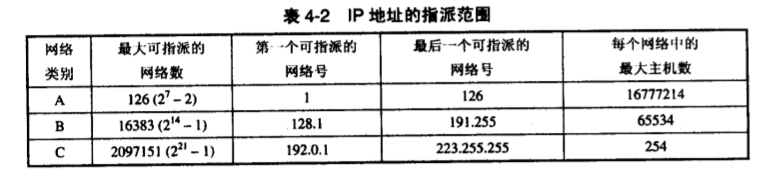 表 4-2 IP 地址的指派范围
网络类别 最大可指派的网络数 第一个可指派的网络号 最后一个可指派的网络号 每个网络中的最大主机数
A 126 (2⁷ – 2) 1 126 16777214
B 16383 (2¹⁴ – 1) 128.1 191.255 65534
C 2097151 (2²¹ – 1) 192.0.1 223.255.255 254